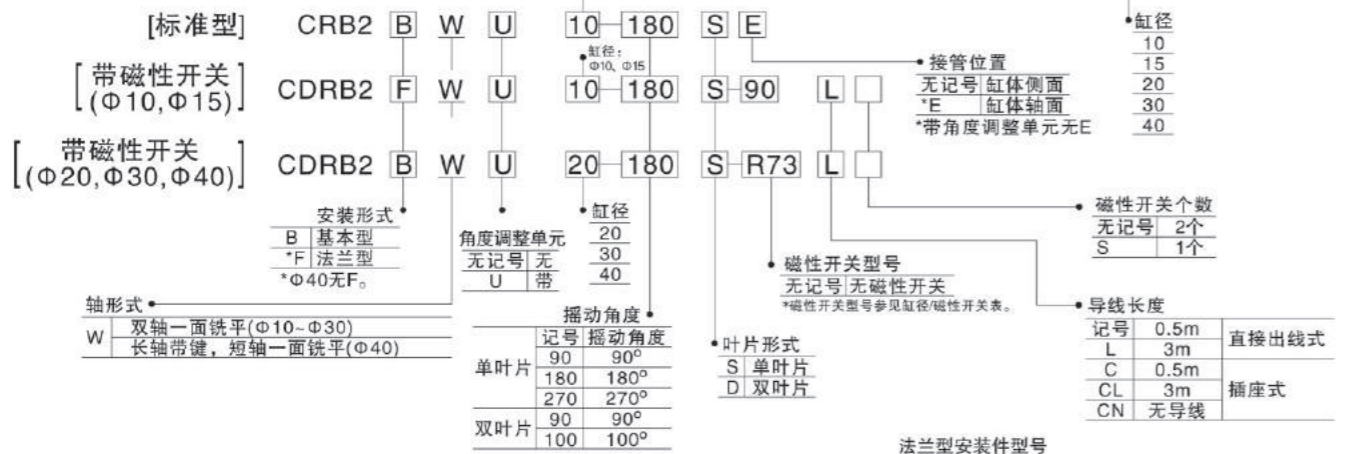 [标准型] CRB2 B W U 10-180 S E
缸径：
Φ10、Φ15
[带磁性开关
(Φ10,Φ15)] CDRB2 F W U 10-180 S-90 L
[带磁性开关
(Φ20,Φ30,Φ40)] CDRB2 B W U 20-180 S-R73 L
缸径
10
15
20
30
40
接管位置
无记号 缸体侧面
*E 缸体轴面
*带角度调整单元无E
安装形式
B 基本型
*F 法兰型
*Φ40无F。
角度调整单元
无记号 无
U 带
缸径
20
30
40
磁性开关型号
无记号 无磁性开关
*磁性开关型号参见缸径/磁性开关表。
磁性开关个数
无记号 2个
S 1个
轴形式
W 双轴一面铣平(Φ10~Φ30)
长轴带键，短轴一面铣平(Φ40)
摇动角度
记号 摇动角度
单叶片 90 90°
180 180°
270 270°
双叶片 90 90°
100 100°
叶片形式
S 单叶片
D 双叶片
导线长度
记号 0.5m 直接出线式
L 3m
C 0.5m 插座式
CL 3m
CN 无导线
法兰型安装件型号